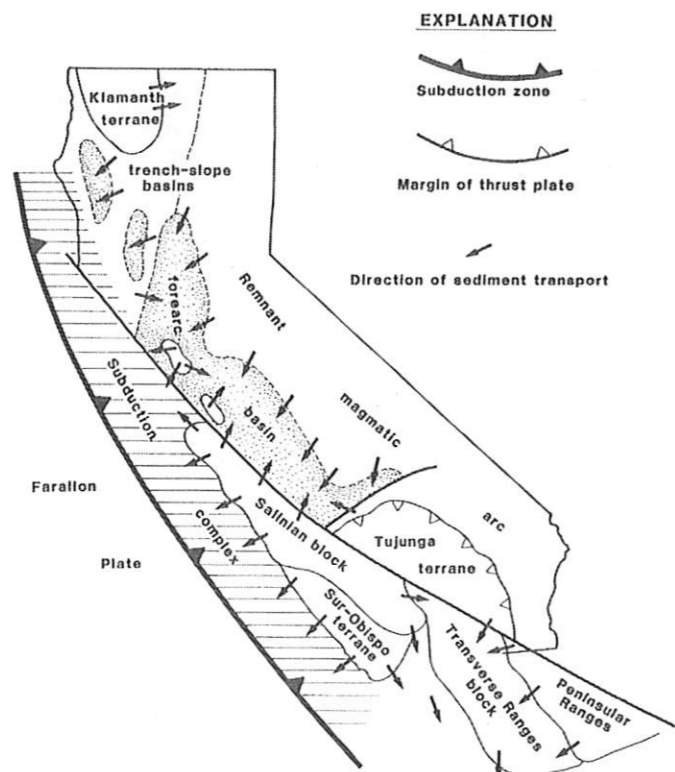 EXPLANATION
Subduction zone
Margin of thrust plate
Direction of sediment transport
Klamanth
terrane
trench-slope
basins
forearc
basin
Remnant
magmatic
arc
Subduction
complex
Farallon
Plate
Salinian block
Tujunga
terrane
Sur-Obispo
terrane
Transverse Ranges
block
Peninsular
Ranges